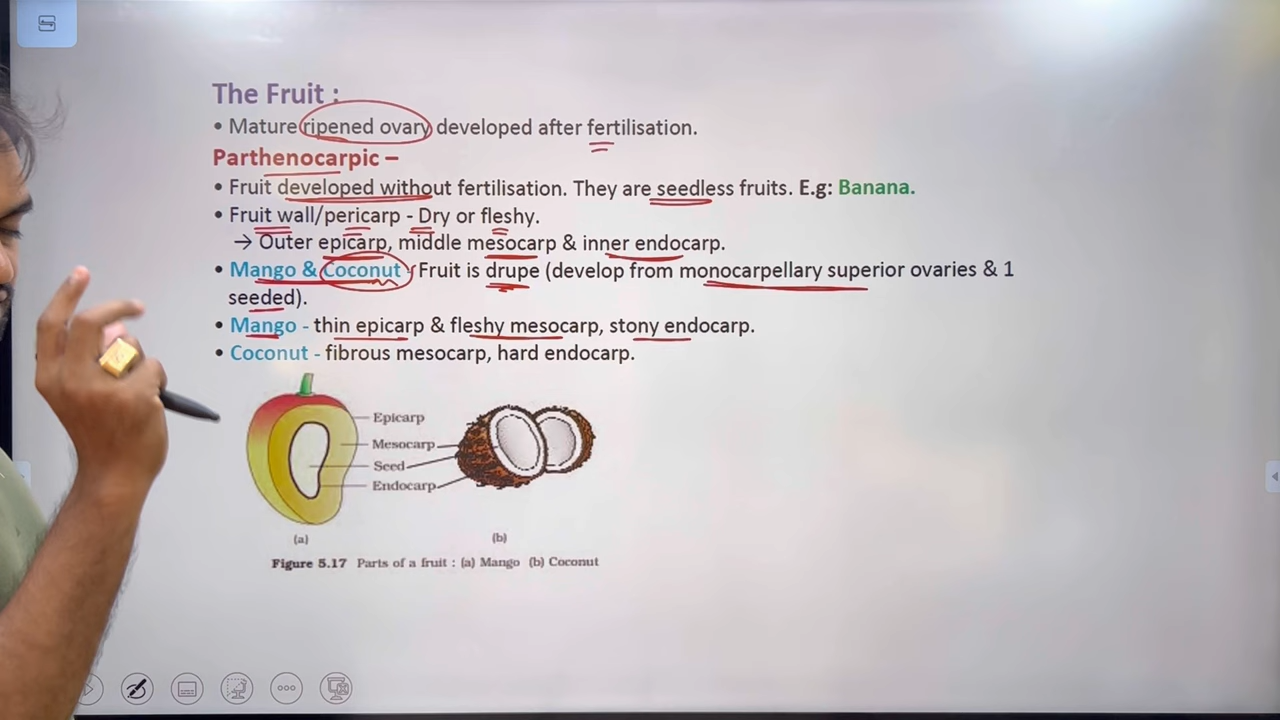 The Fruit :
• Mature ripened ovary developed after fertilisation.
Parthenocarpic –
• Fruit developed without fertilisation. They are seedless fruits. E.g: Banana.
• Fruit wall/pericarp - Dry or fleshy.
→ Outer epicarp, middle mesocarp & inner endocarp.
• Mango & Coconut - Fruit is drupe (develop from monocarpellary superior ovaries & 1
seeded).
• Mango - thin epicarp & fleshy mesocarp, stony endocarp.
• Coconut - fibrous mesocarp, hard endocarp.
Epicarp
Mesocarp
Seed
Endocarp
(a) (b)
Figure 5.17 Parts of a fruit : (a) Mango (b) Coconut